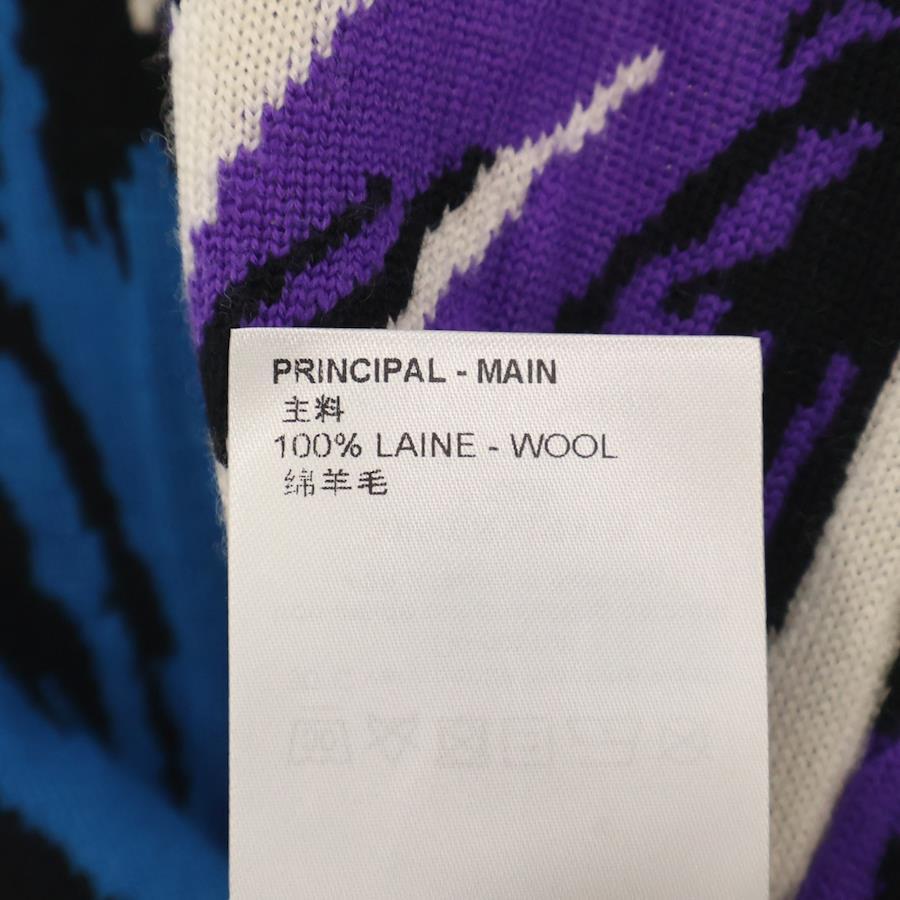 PRINCIPAL - MAIN
主料
100% LAINE - WOOL
绵羊毛